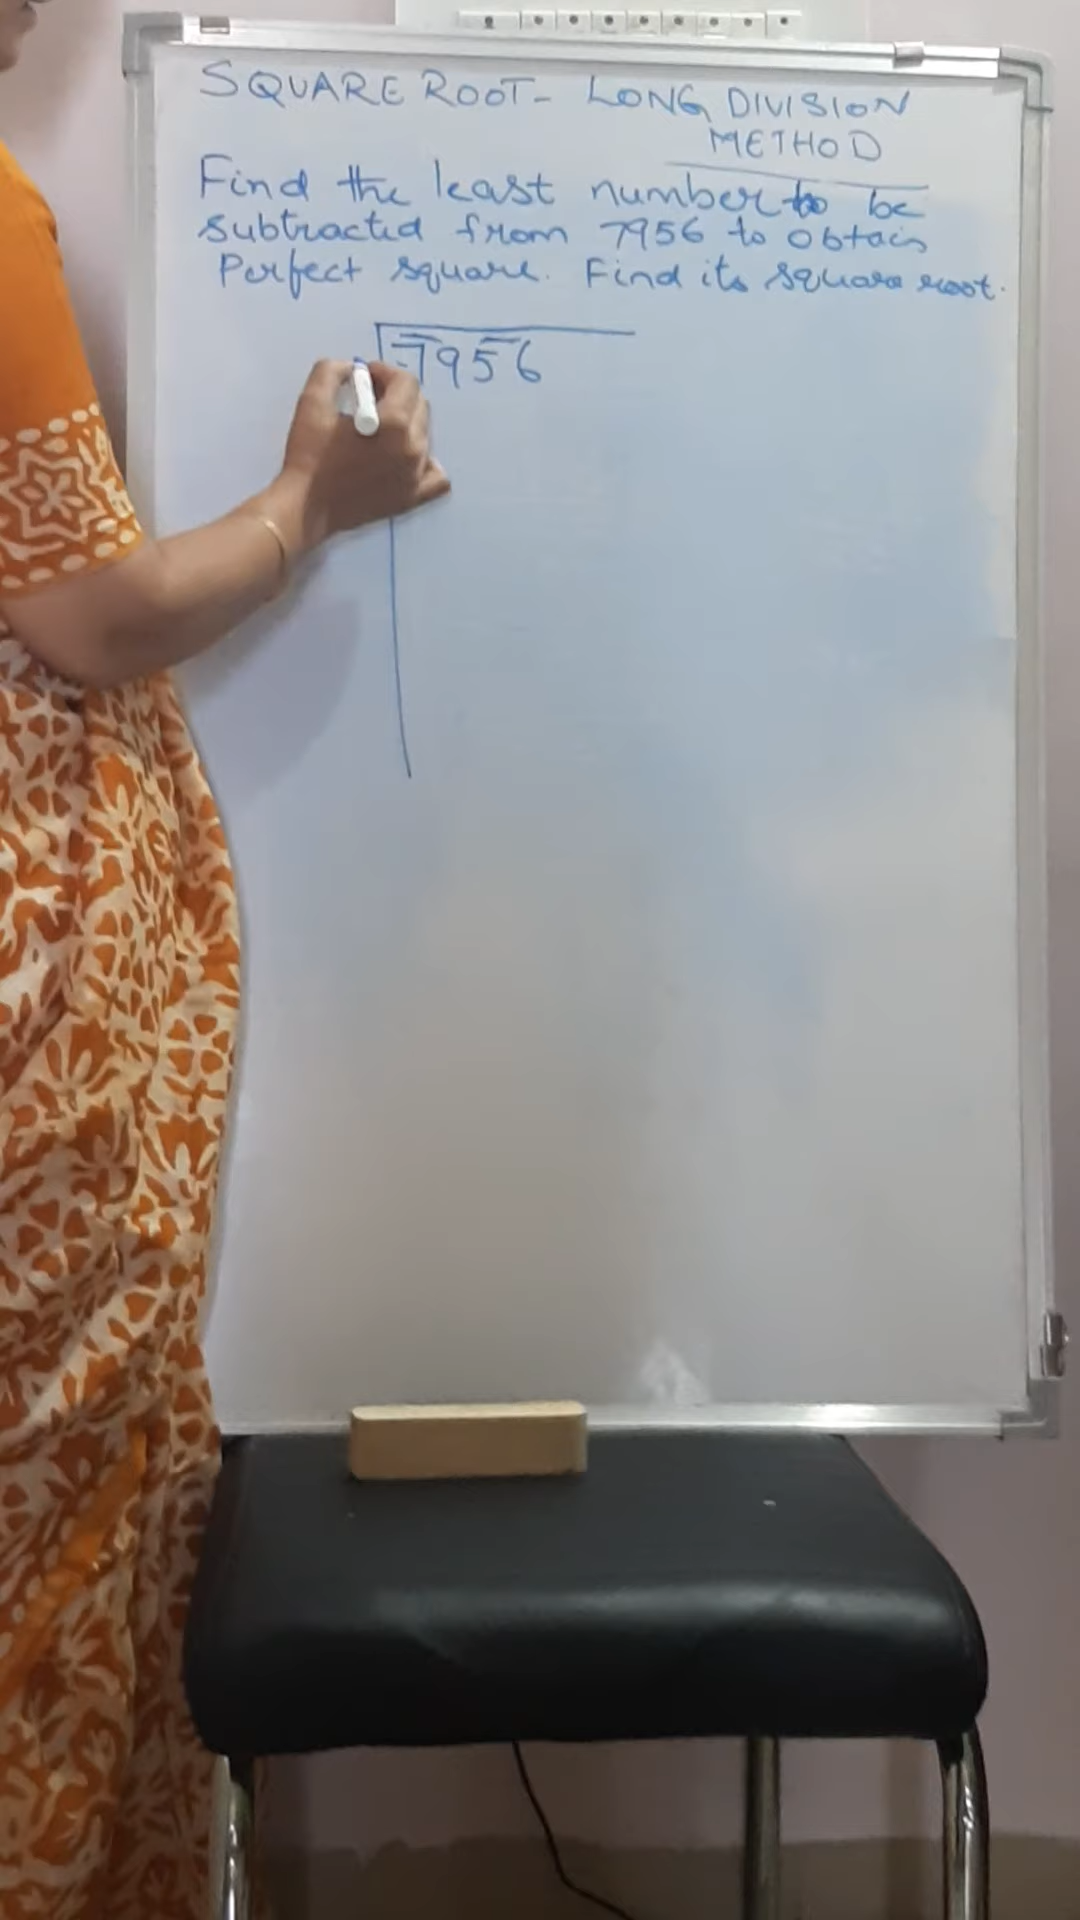 SQUARE ROOT - LONG DIVISION
METHOD
Find the least number to be
subtracted from 7956 to obtain
Perfect square. Find its square root.
7956